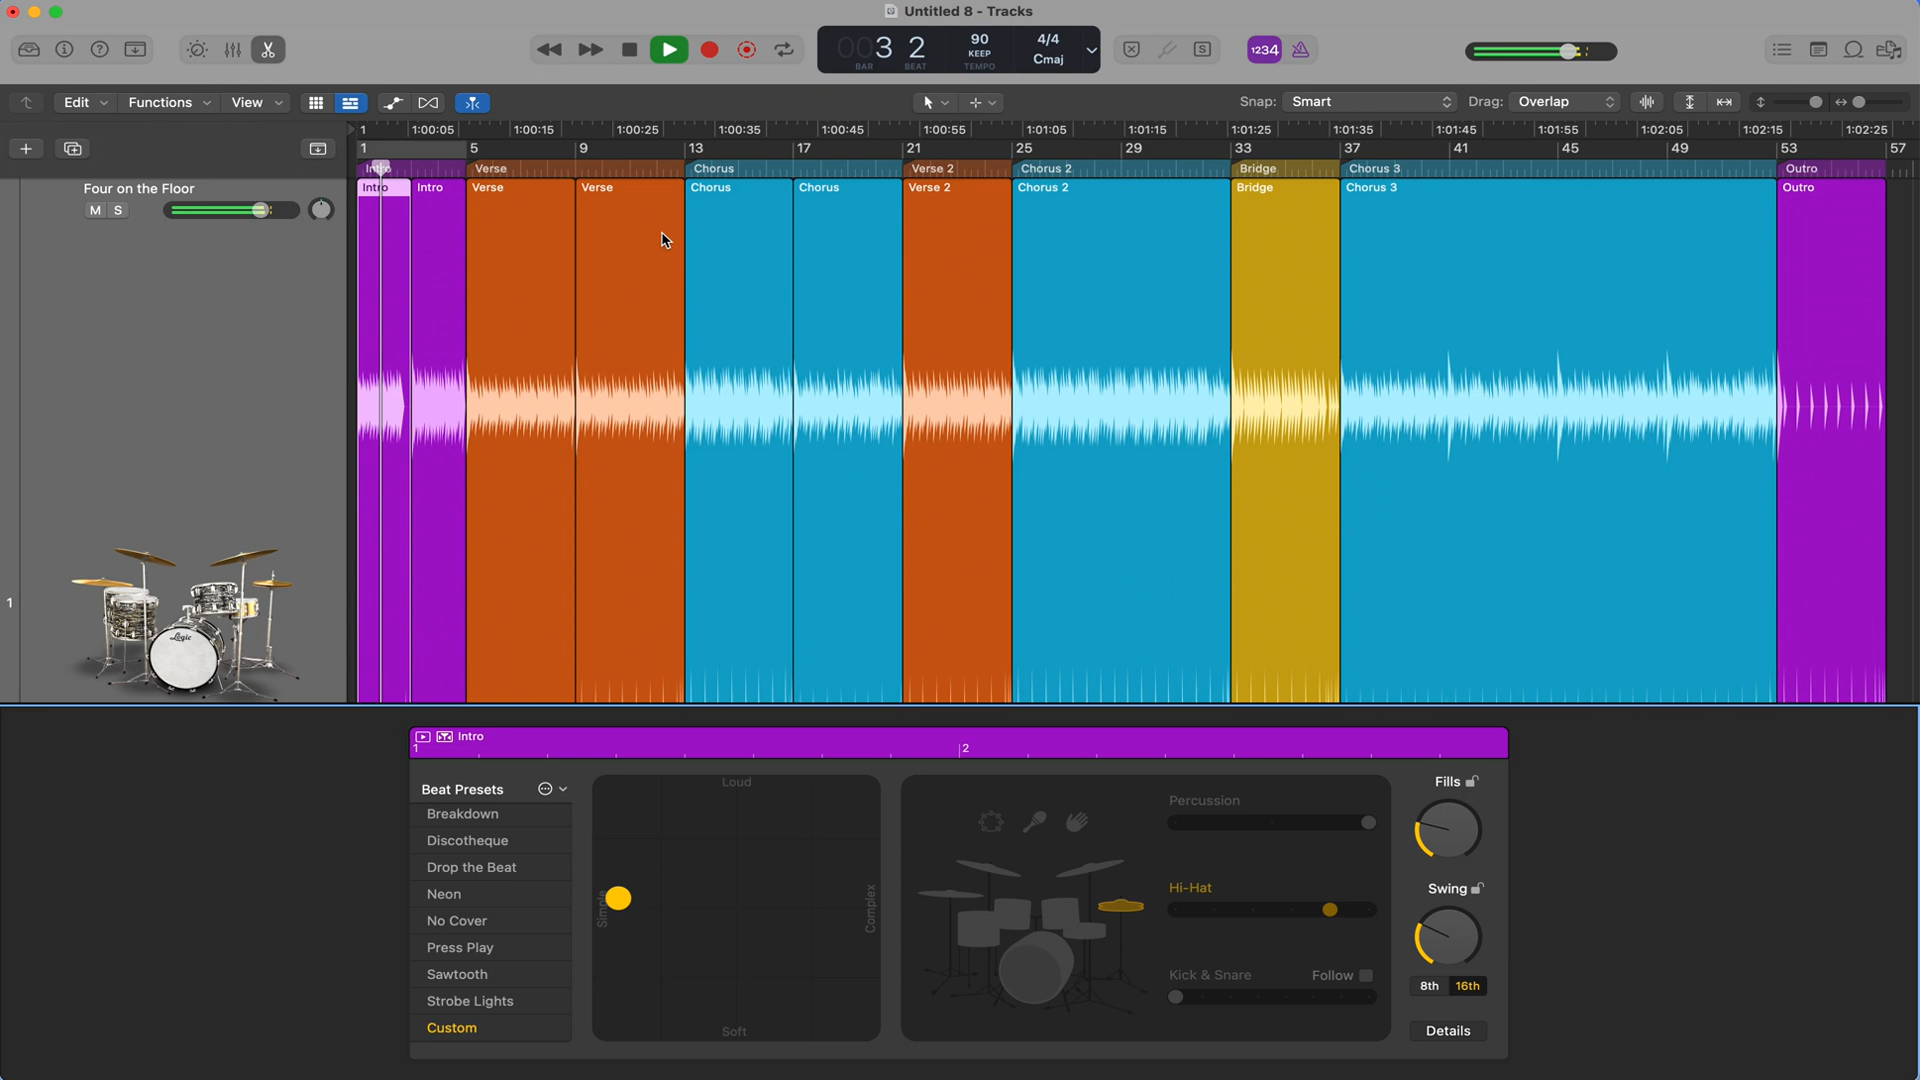 Untitled 8 - Tracks
003 2
BAR BEAT
90
KEEP
TEMPO
4/4
Cmaj
S
1234
Edit Functions View
Snap: Smart Drag: Overlap
1 1:00:05 1:00:15 1:00:25 1:00:35 1:00:45 1:00:55 1:01:05 1:01:15 1:01:25 1:01:35 1:01:45 1:01:55 1:02:05 1:02:15 1:02:25
1 5 9 13 17 21 25 29 33 37 41 45 49 53 57
Intro Verse Chorus Verse 2 Chorus 2 Bridge Chorus 3 Outro
Four on the Floor
Intro Intro Verse Verse Chorus Chorus Verse 2 Chorus 2 Bridge Chorus 3 Outro
M S
1
Logic
Intro
1 2
Beat Presets
Breakdown
Discotheque
Drop the Beat
Neon
No Cover
Press Play
Sawtooth
Strobe Lights
Custom
Loud
Simple
Complex
Soft
Percussion
Hi-Hat
Kick & Snare Follow
Fills
Swing
8th 16th
Details